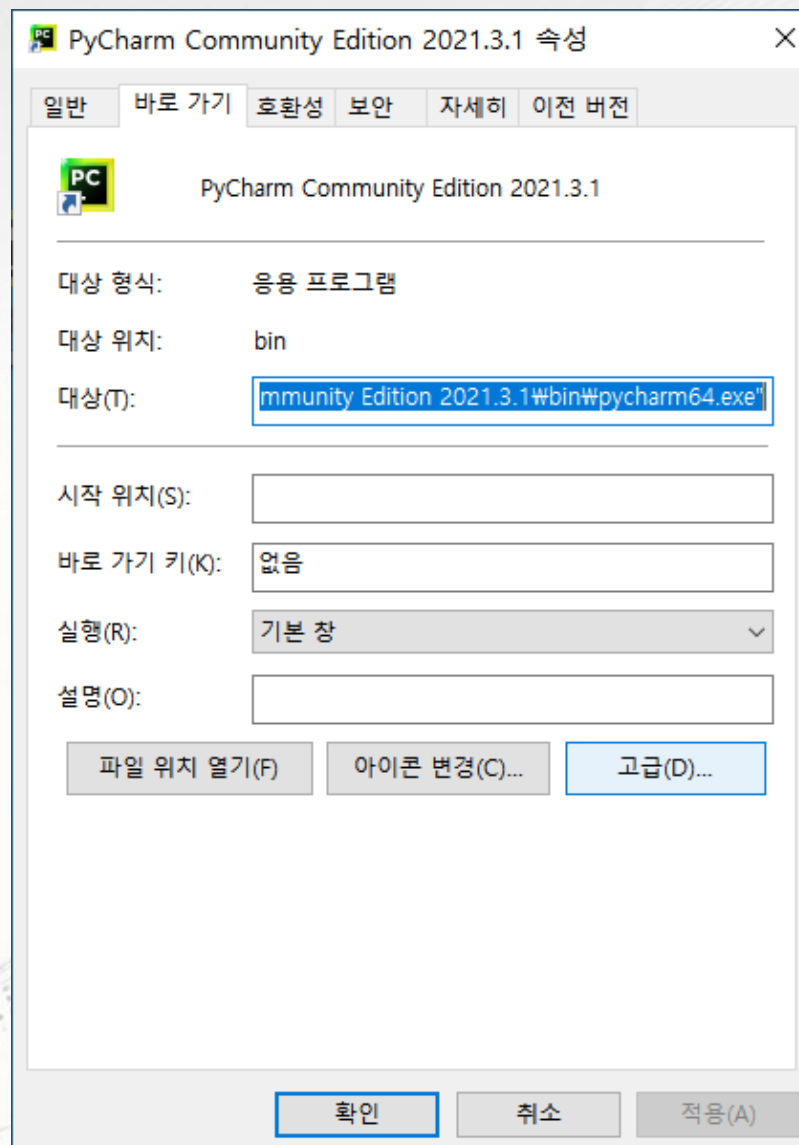 PyCharm Community Edition 2021.3.1 속성
일반 바로 가기 호환성 보안 자세히 이전 버전
PC
PyCharm Community Edition 2021.3.1
대상 형식: 응용 프로그램
대상 위치: bin
대상(T): mmunity Edition 2021.3.1₩bin₩pycharm64.exe"
시작 위치(S):
바로 가기 키(K): 없음
실행(R): 기본 창
설명(O):
파일 위치 열기(F) 아이콘 변경(C)... 고급(D)...
확인 취소 적용(A)